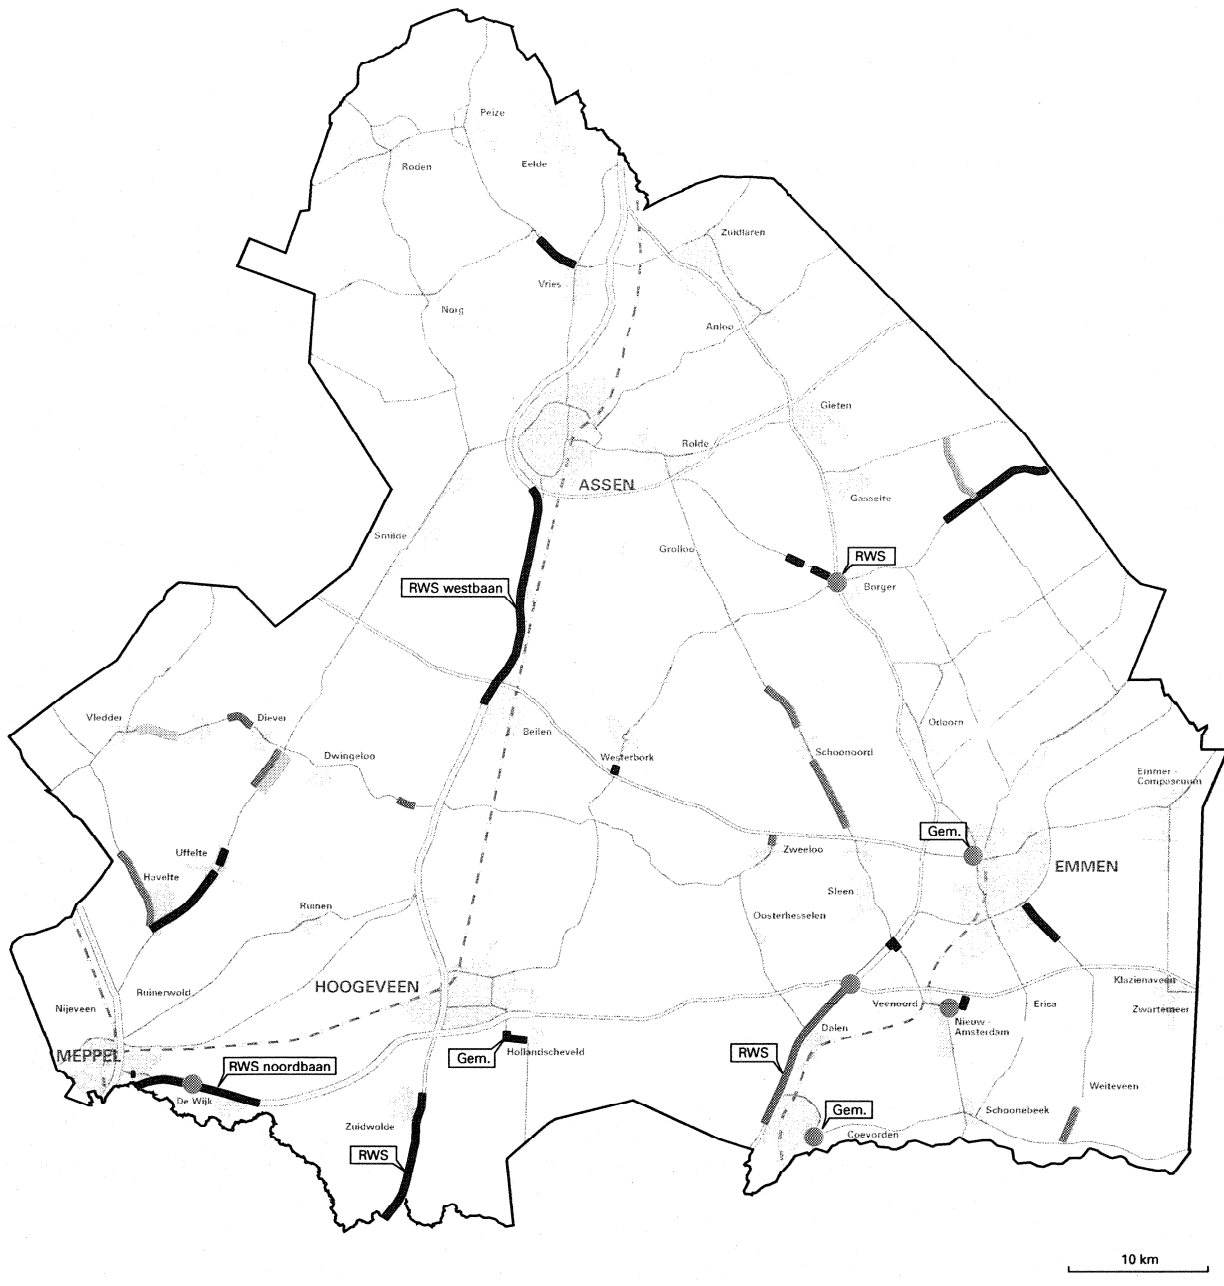 Peize
Roden
Eelde
Zuidlaren
Vries
Norg
Anloo
Gieten
Rolde
ASSEN
Gasselte
Smilde
Grolloo
RWS
RWS westbaan
Borger
Vledder
Diever
Odoorn
Beilen
Dwingeloo
Westerbork
Schoonoord
Emmer -
Compascuum
Gem.
Uffelte
Zweeloo
EMMEN
Havelte
Sleen
Ruinen
Oosterhesselen
HOOGEVEEN
Klazienaveen
Ruinerwold
Nijeveen
Veenoord
Erica
Zwartemeer
Nieuw -
Amsterdam
Dalen
MEPPEL
Gem.
Hollandscheveld
RWS
RWS noordbaan
Weiteveen
De Wijk
Gem.
Schoonebeek
Zuidwolde
Coevorden
RWS
10 km